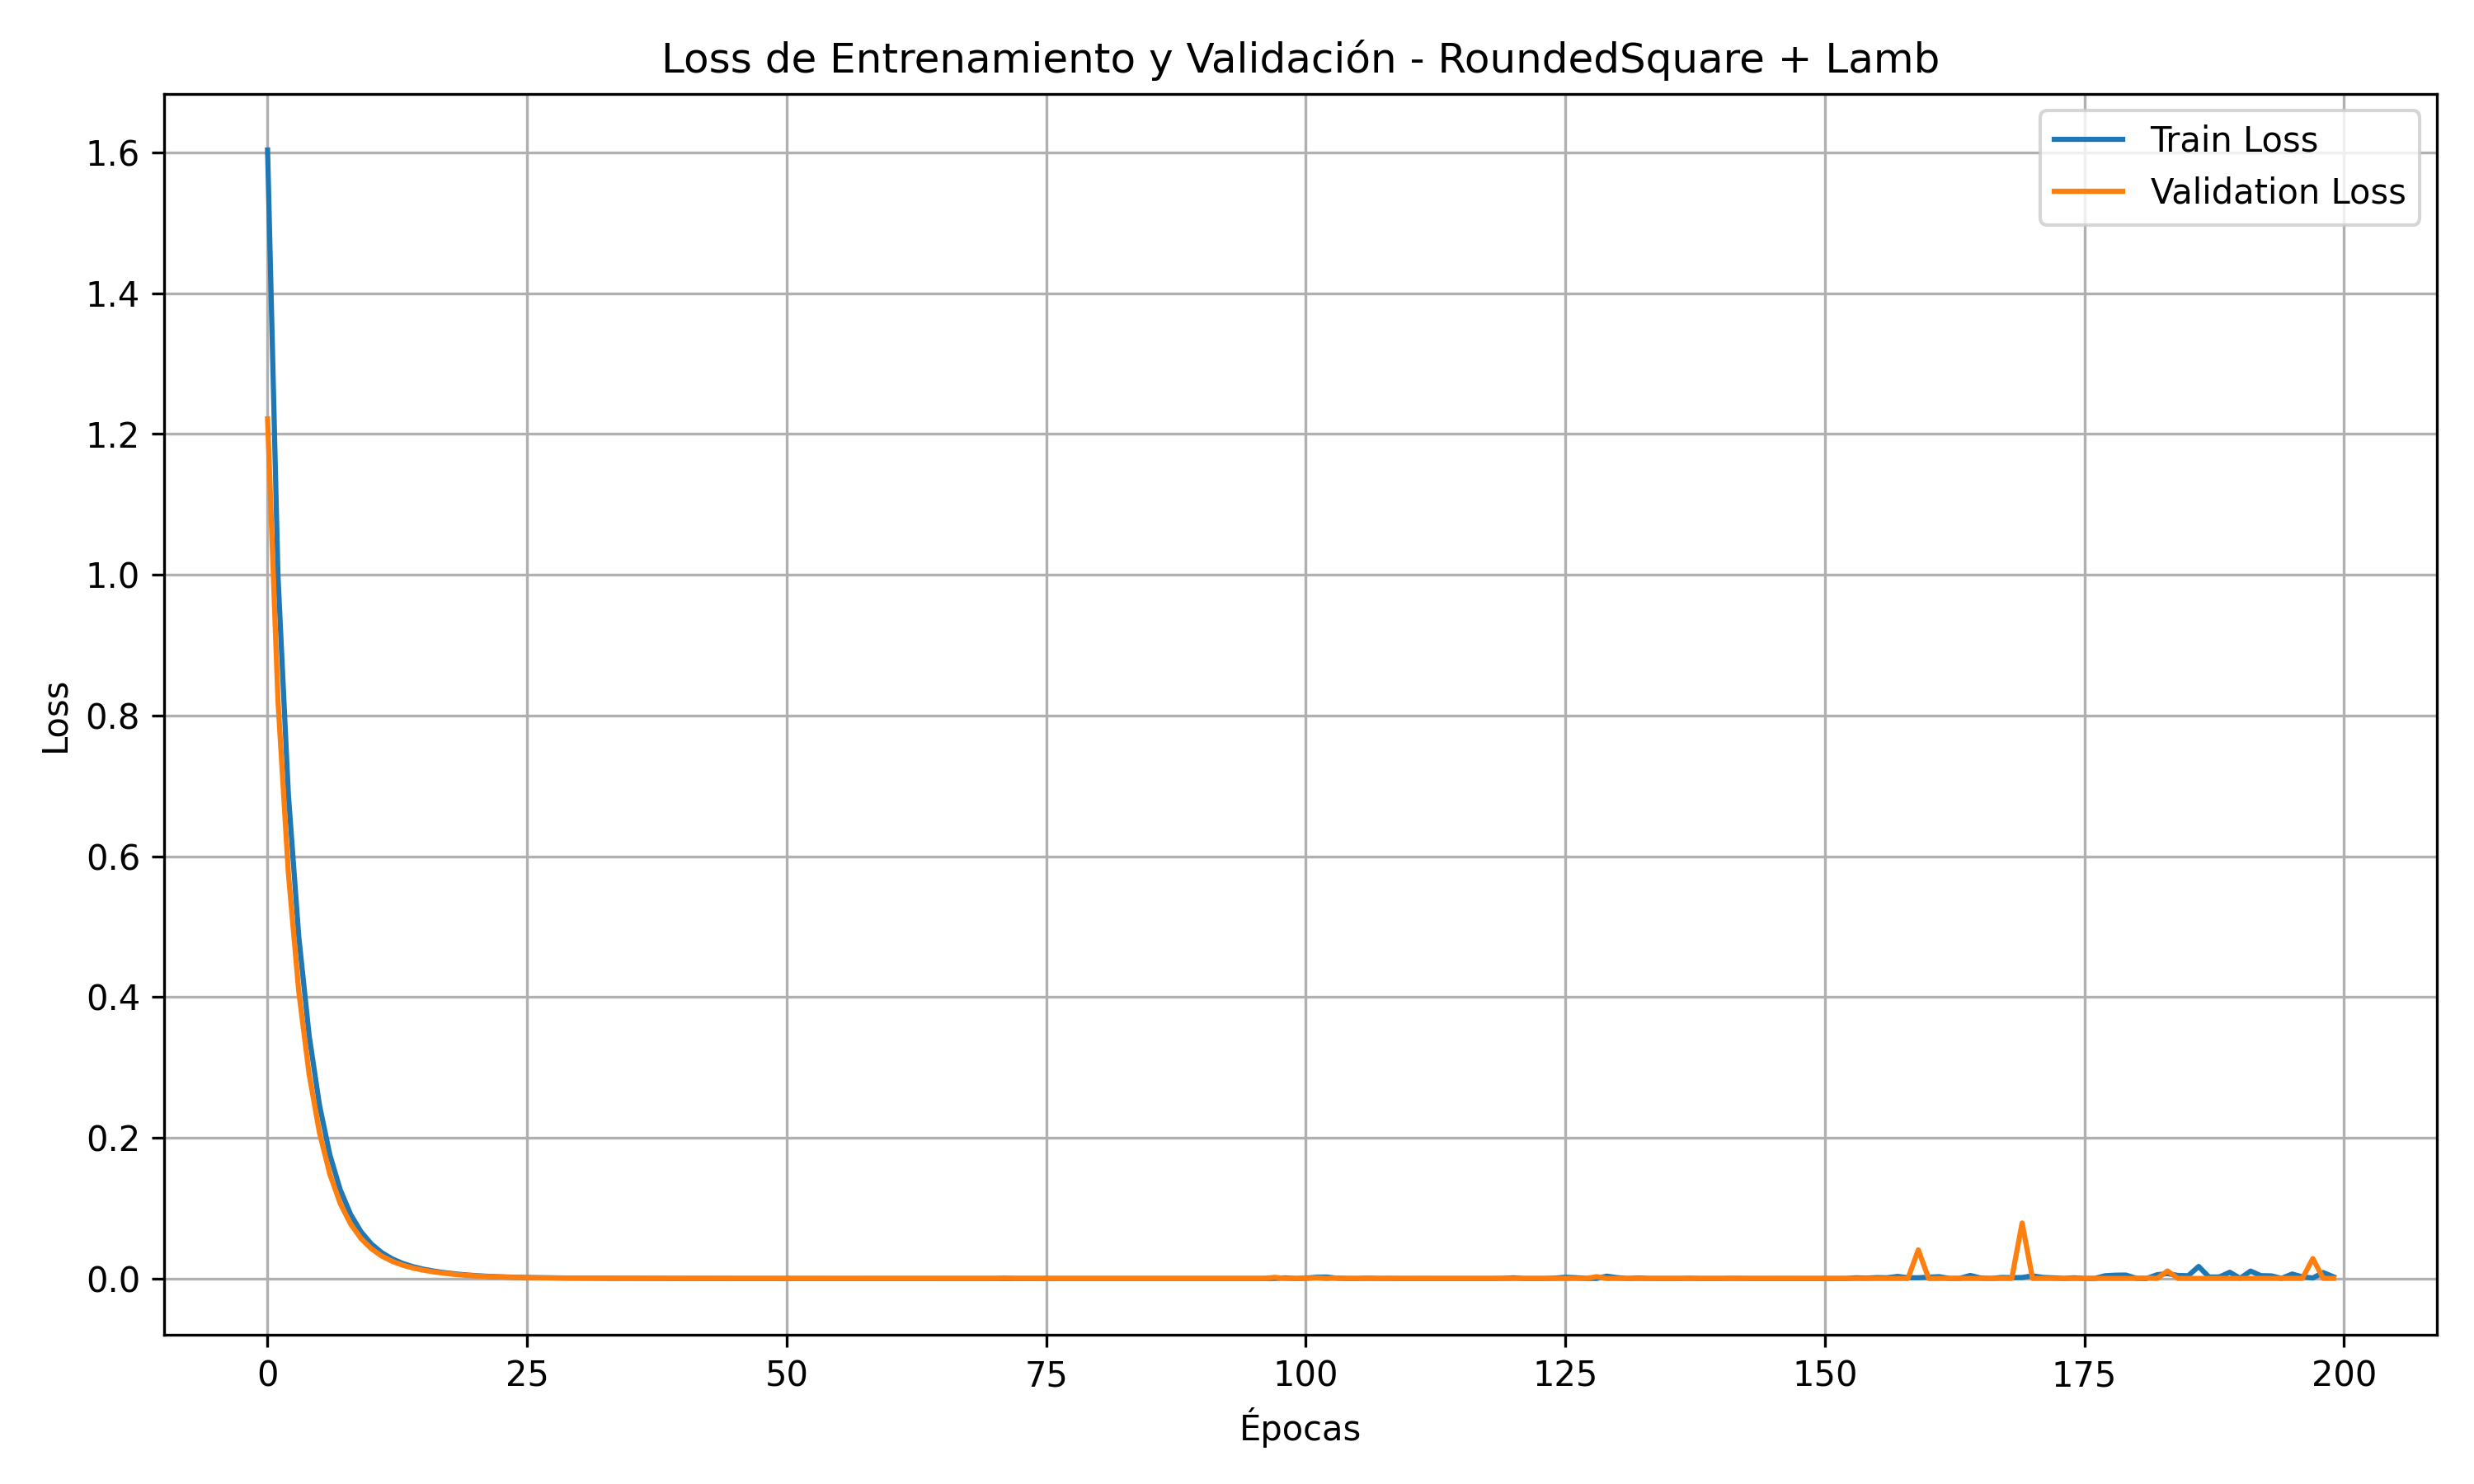 Loss de Entrenamiento y Validación - RoundedSquare + Lamb
Train Loss
Validation Loss
1.6
1.4
1.2
1.0
0.8
0.6
0.4
0.2
0.0
Loss
0 25 50 75 100 125 150 175 200
Épocas